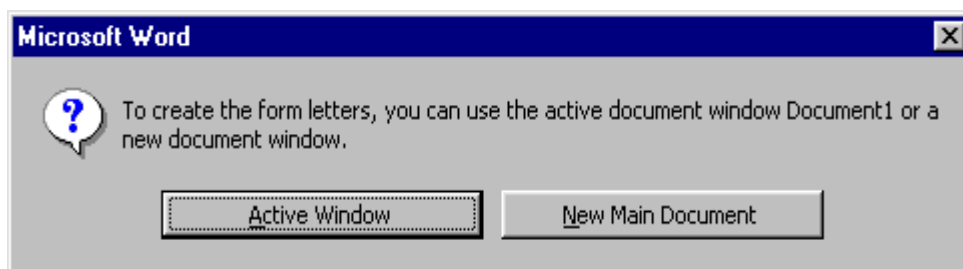 Microsoft Word
?
To create the form letters, you can use the active document window Document1 or a
new document window.
Active Window
New Main Document